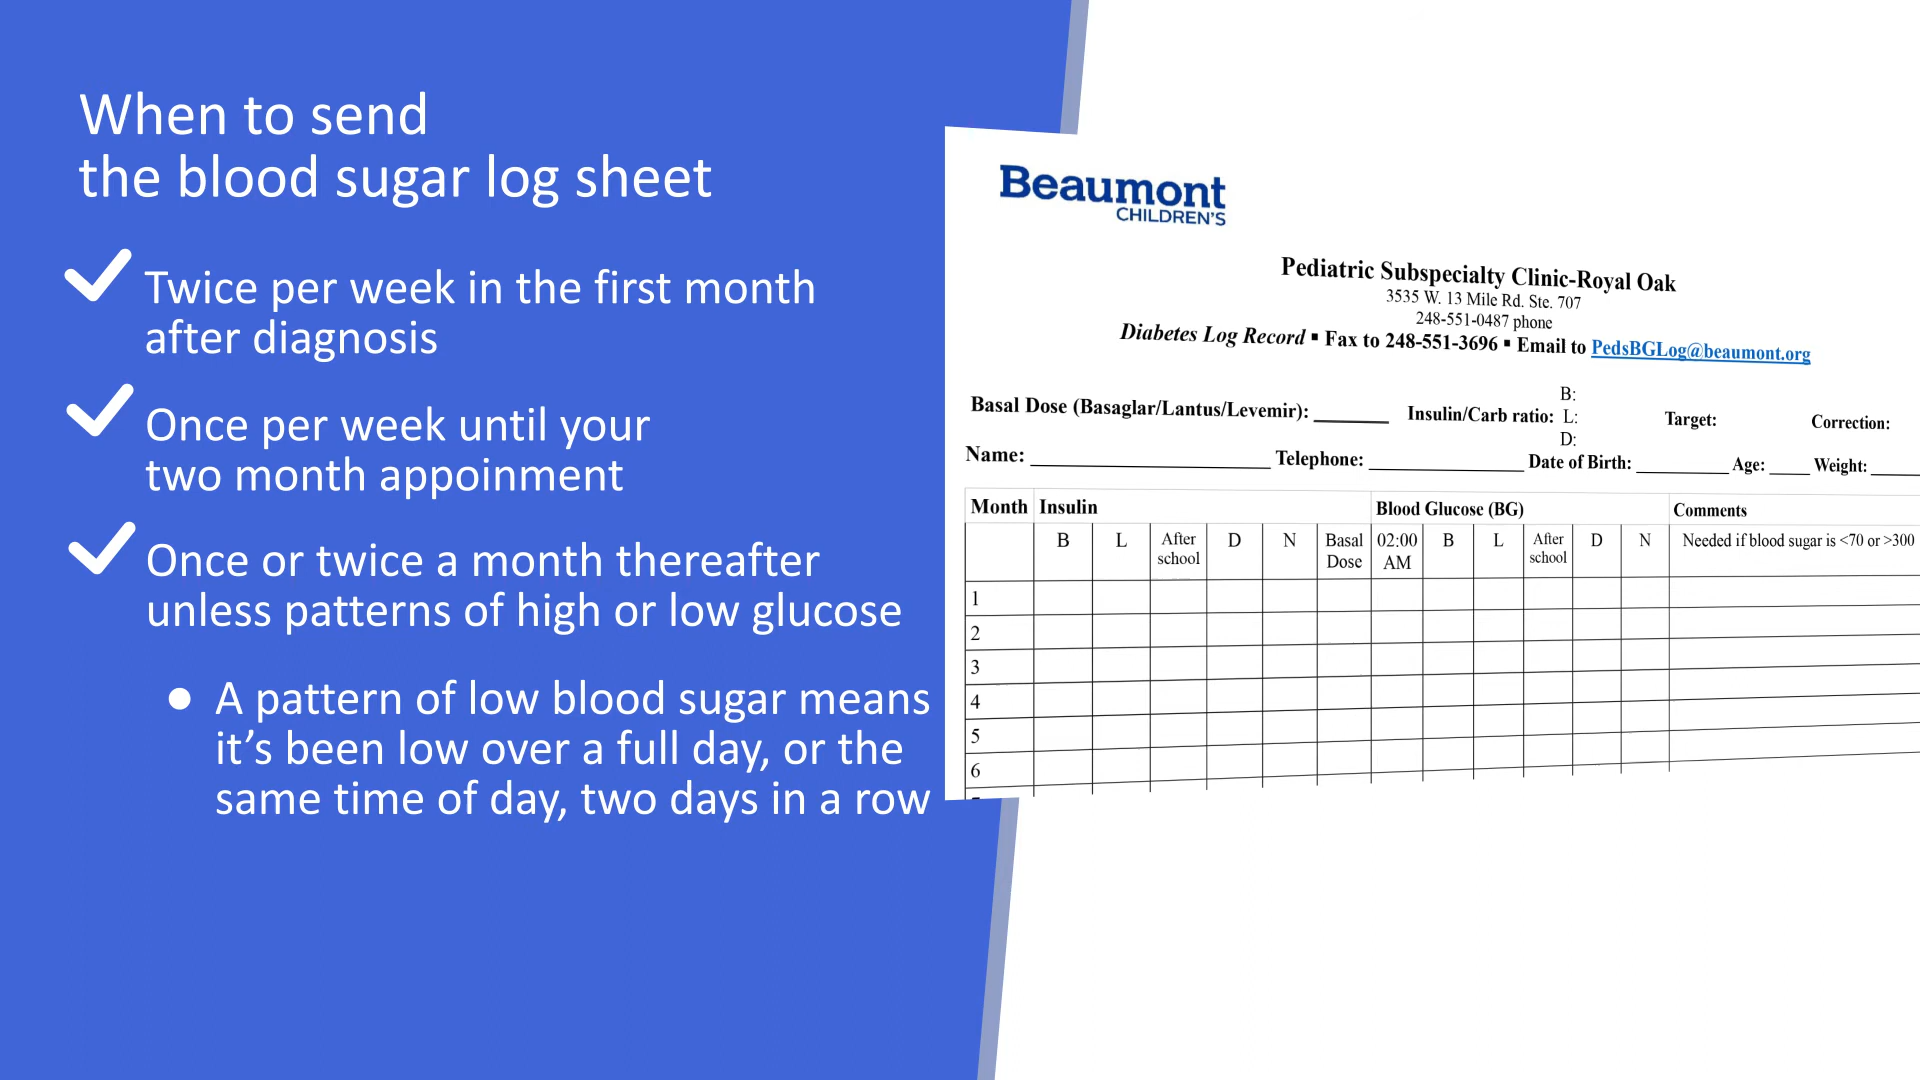 When to send
the blood sugar log sheet
Twice per week in the first month
after diagnosis
Once per week until your
two month appoinment
Once or twice a month thereafter
unless patterns of high or low glucose
● A pattern of low blood sugar means
it’s been low over a full day, or the
same time of day, two days in a row
Beaumont
CHILDREN'S
Pediatric Subspecialty Clinic-Royal Oak
3535 W. 13 Mile Rd. Ste. 707
248-551-0487 phone
Diabetes Log Record ▪ Fax to 248-551-3696 ▪ Email to PedsBGLog@beaumont.org
B:
Basal Dose (Basaglar/Lantus/Levemir): ______ Insulin/Carb ratio: L: Target: Correction:
D:
Name: ____________ Telephone: ____________ Date of Birth: ________ Age: ____ Weight: ____
Month Insulin Blood Glucose (BG) Comments
B L After school D N Basal Dose 02:00 AM B L After school D N Needed if blood sugar is <70 or >300
1
2
3
4
5
6